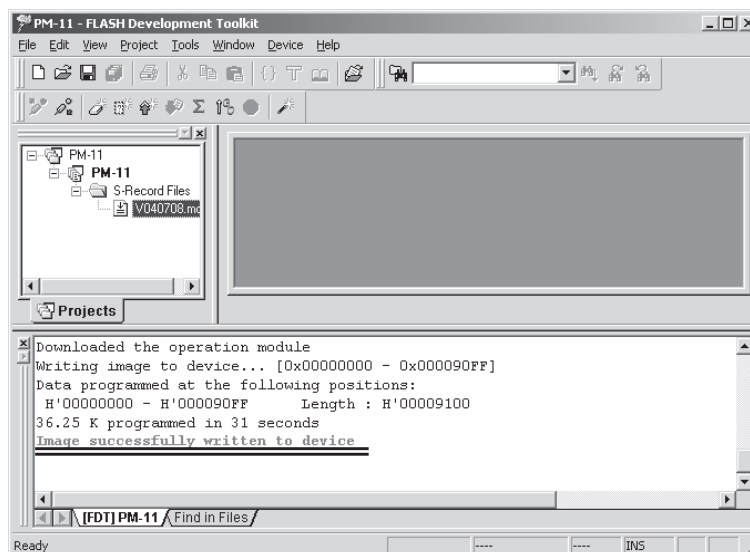 PM-11 - FLASH Development Toolkit
File Edit View Project Tools Window Device Help
PM-11
PM-11
S-Record Files
V040708.mo
Projects
Downloaded the operation module
Writing image to device... [0x00000000 - 0x000090FF]
Data programmed at the following positions:
H'00000000 - H'000090FF Length : H'00009100
36.25 K programmed in 31 seconds
Image successfully written to device
[FDT] PM-11 Find in Files
Ready ---- ---- INS